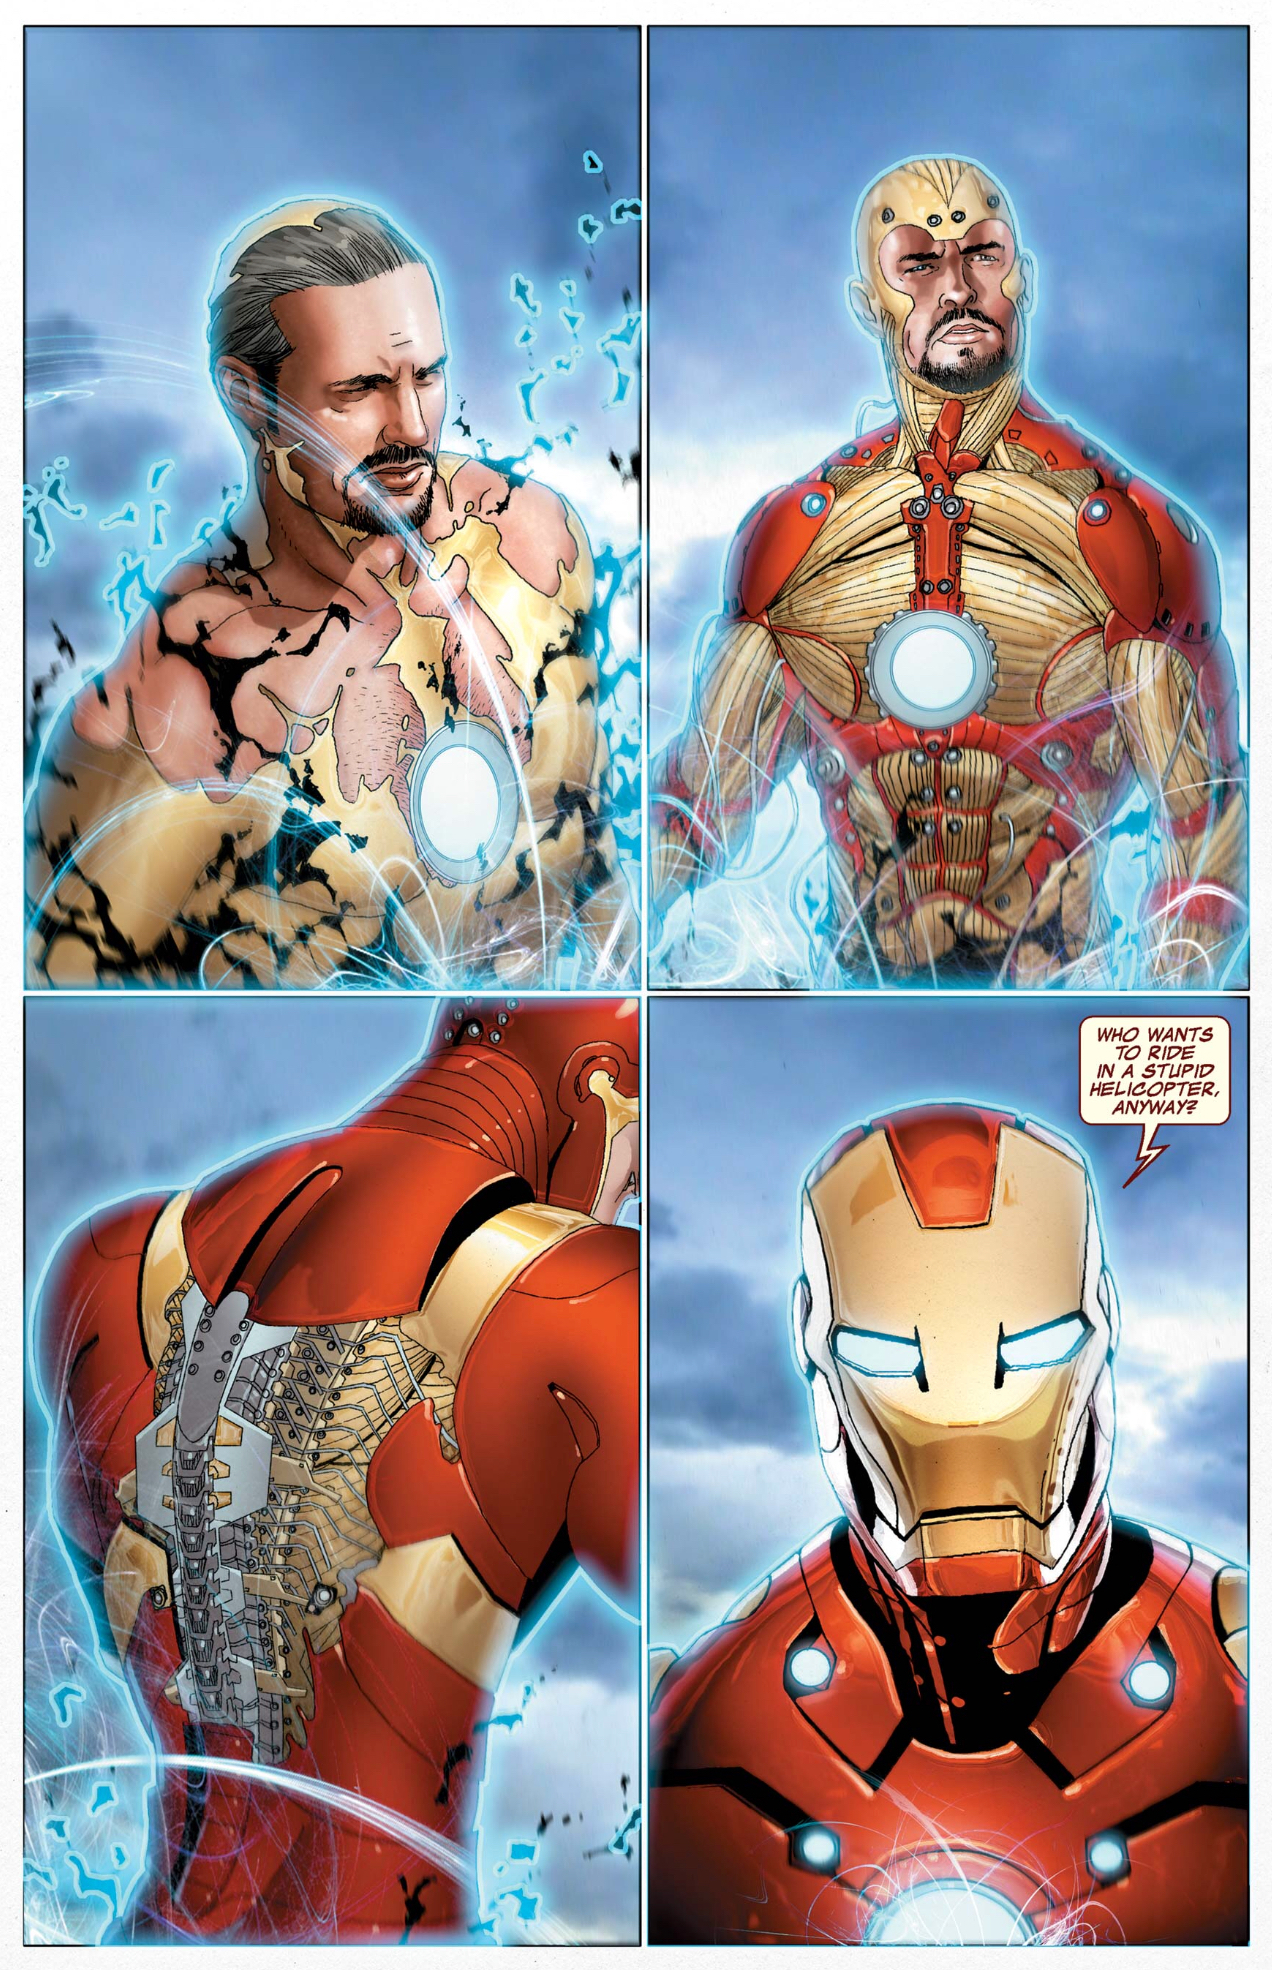 WHO WANTS
TO RIDE
IN A STUPID
HELICOPTER,
ANYWAY?